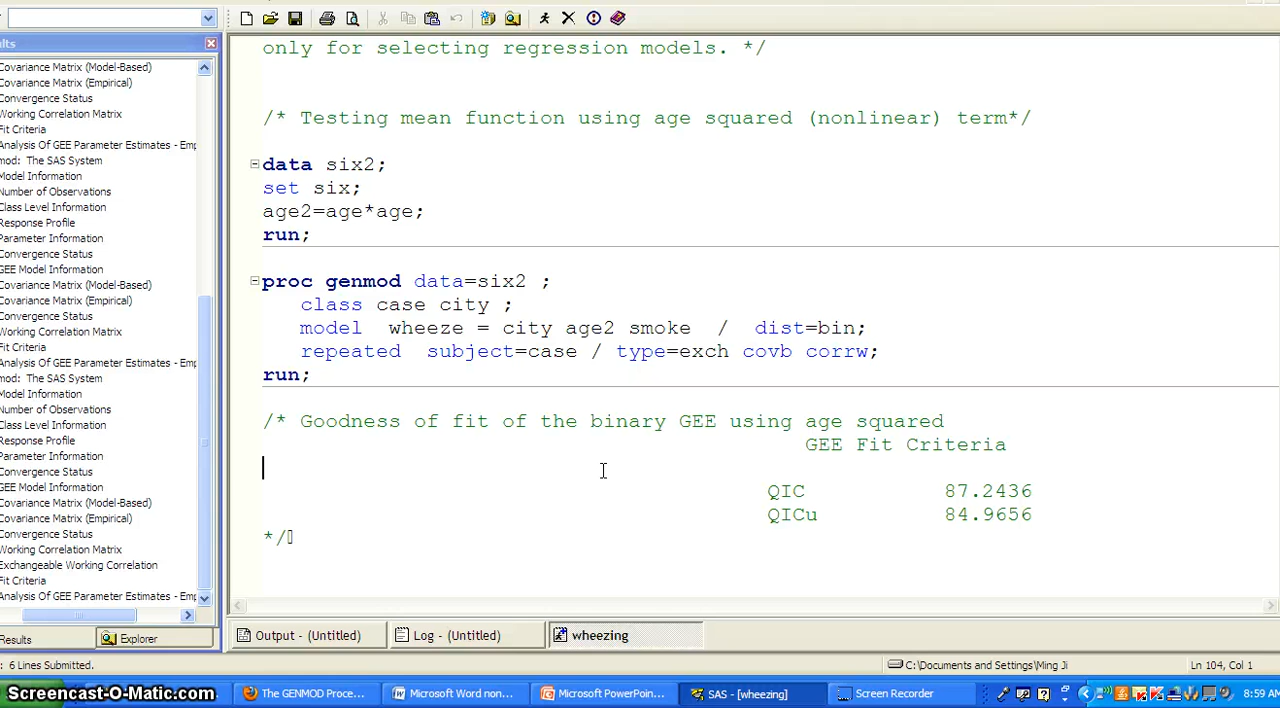 ults
Covariance Matrix (Model-Based)
Covariance Matrix (Empirical)
Convergence Status
Working Correlation Matrix
Fit Criteria
Analysis Of GEE Parameter Estimates - Emp
mod: The SAS System
Model Information
Number of Observations
Class Level Information
Response Profile
Parameter Information
Convergence Status
GEE Model Information
Covariance Matrix (Model-Based)
Covariance Matrix (Empirical)
Convergence Status
Working Correlation Matrix
Fit Criteria
Analysis Of GEE Parameter Estimates - Emp
mod: The SAS System
Model Information
Number of Observations
Class Level Information
Response Profile
Parameter Information
Convergence Status
GEE Model Information
Covariance Matrix (Model-Based)
Covariance Matrix (Empirical)
Convergence Status
Working Correlation Matrix
Exchangeable Working Correlation
Fit Criteria
Analysis Of GEE Parameter Estimates - Emp
Results
Explorer
only for selecting regression models. */
/* Testing mean function using age squared (nonlinear) term*/
data six2;
set six;
age2=age*age;
run;
proc genmod data=six2 ;
class case city ;
model wheeze = city age2 smoke / dist=bin;
repeated subject=case / type=exch covb corrw;
run;
/* Goodness of fit of the binary GEE using age squared
GEE Fit Criteria
QIC 87.2436
QICu 84.9656
*/
Output - (Untitled)
Log - (Untitled)
wheezing
: 6 Lines Submitted.
C:\Documents and Settings\Ming Ji
Ln 104, Col 1
Screencast-O-Matic.com
The GENMOD Proce...
Microsoft Word non...
Microsoft PowerPoin...
SAS - [wheezing]
Screen Recorder
8:59 AM